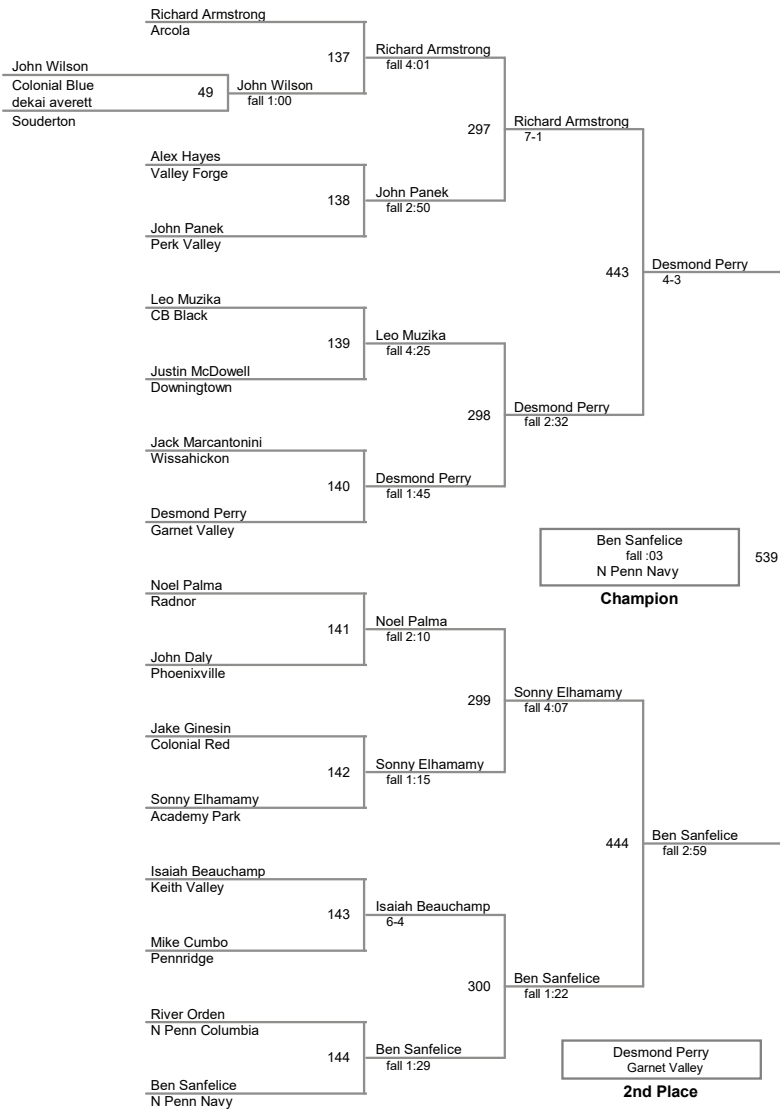 Richard Armstrong
Arcola
137
Richard Armstrong
fall 4:01
John Wilson
Colonial Blue
49
John Wilson
fall 1:00
dekai averett
Souderton
297
Richard Armstrong
7-1
Alex Hayes
Valley Forge
138
John Panek
fall 2:50
John Panek
Perk Valley
443
Desmond Perry
4-3
Leo Muzika
CB Black
139
Leo Muzika
fall 4:25
Justin McDowell
Downingtown
298
Desmond Perry
fall 2:32
Jack Marcantonini
Wissahickon
140
Desmond Perry
fall 1:45
Desmond Perry
Garnet Valley
Ben Sanfelice
fall :03
N Penn Navy
539
Champion
Noel Palma
Radnor
141
Noel Palma
fall 2:10
John Daly
Phoenixville
299
Sonny Elhamamy
fall 4:07
Jake Ginesin
Colonial Red
142
Sonny Elhamamy
fall 1:15
Sonny Elhamamy
Academy Park
444
Ben Sanfelice
fall 2:59
Isaiah Beauchamp
Keith Valley
143
Isaiah Beauchamp
6-4
Mike Cumbo
Pennridge
300
Ben Sanfelice
fall 1:22
River Orden
N Penn Columbia
144
Ben Sanfelice
fall 1:29
Ben Sanfelice
N Penn Navy
Desmond Perry
Garnet Valley
2nd Place